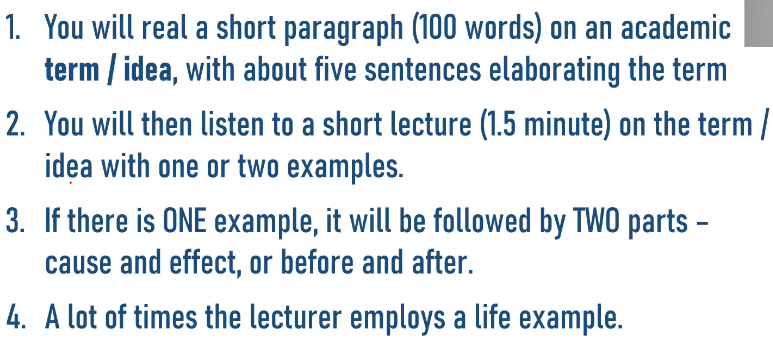 1. You will real a short paragraph (100 words) on an academic
term / idea, with about five sentences elaborating the term
2. You will then listen to a short lecture (1.5 minute) on the term /
idea with one or two examples.
3. If there is ONE example, it will be followed by TWO parts –
cause and effect, or before and after.
4. A lot of times the lecturer employs a life example.